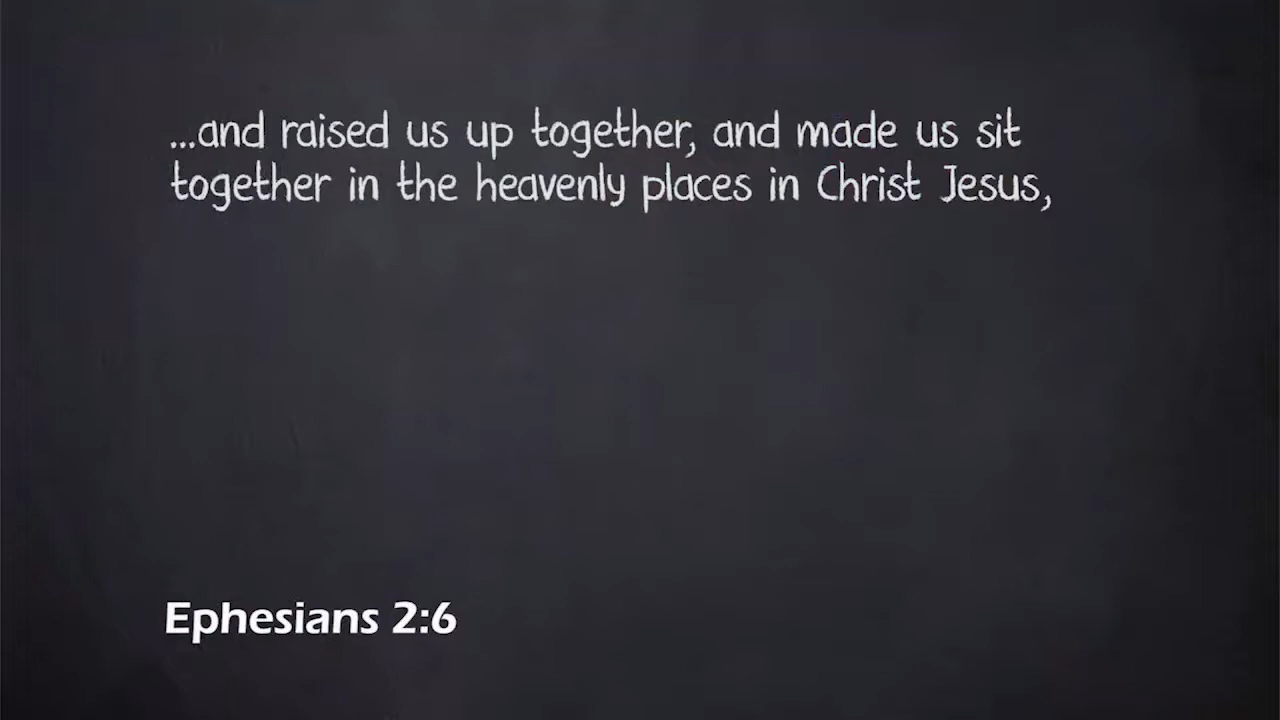 ...and raised us up together, and made us sit
together in the heavenly places in Christ Jesus,
Ephesians 2:6